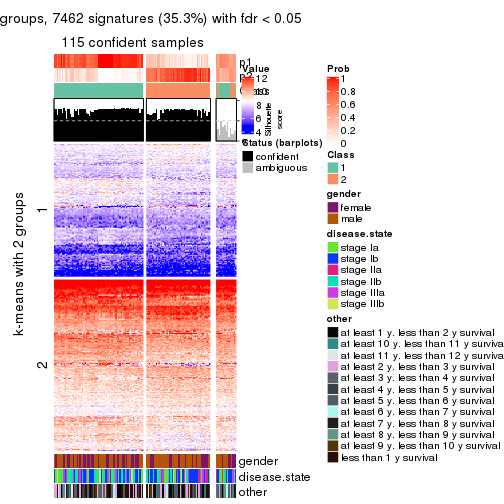 groups, 7462 signatures (35.3%) with fdr < 0.05
115 confident samples
p1
p2
Class
Silhouette
score
1
2
k-means with 2 groups
gender
disease.state
other
Value
12
10
8
6
4
Status (barplots)
confident
ambiguous
Prob
1
0.8
0.6
0.4
0.2
0
Class
1
2
gender
female
male
disease.state
stage Ia
stage Ib
stage IIa
stage IIb
stage IIIa
stage IIIb
other
at least 1 y. less than 2 y survival
at least 10 y. less than 11 y surviva
at least 11 y. less than 12 y surviva
at least 2 y. less than 3 y survival
at least 3 y. less than 4 y survival
at least 4 y. less than 5 y survival
at least 5 y. less than 6 y survival
at least 6 y. less than 7 y survival
at least 7 y. less than 8 y survival
at least 8 y. less than 9 y survival
at least 9 y. less than 10 y survival
less than 1 y survival